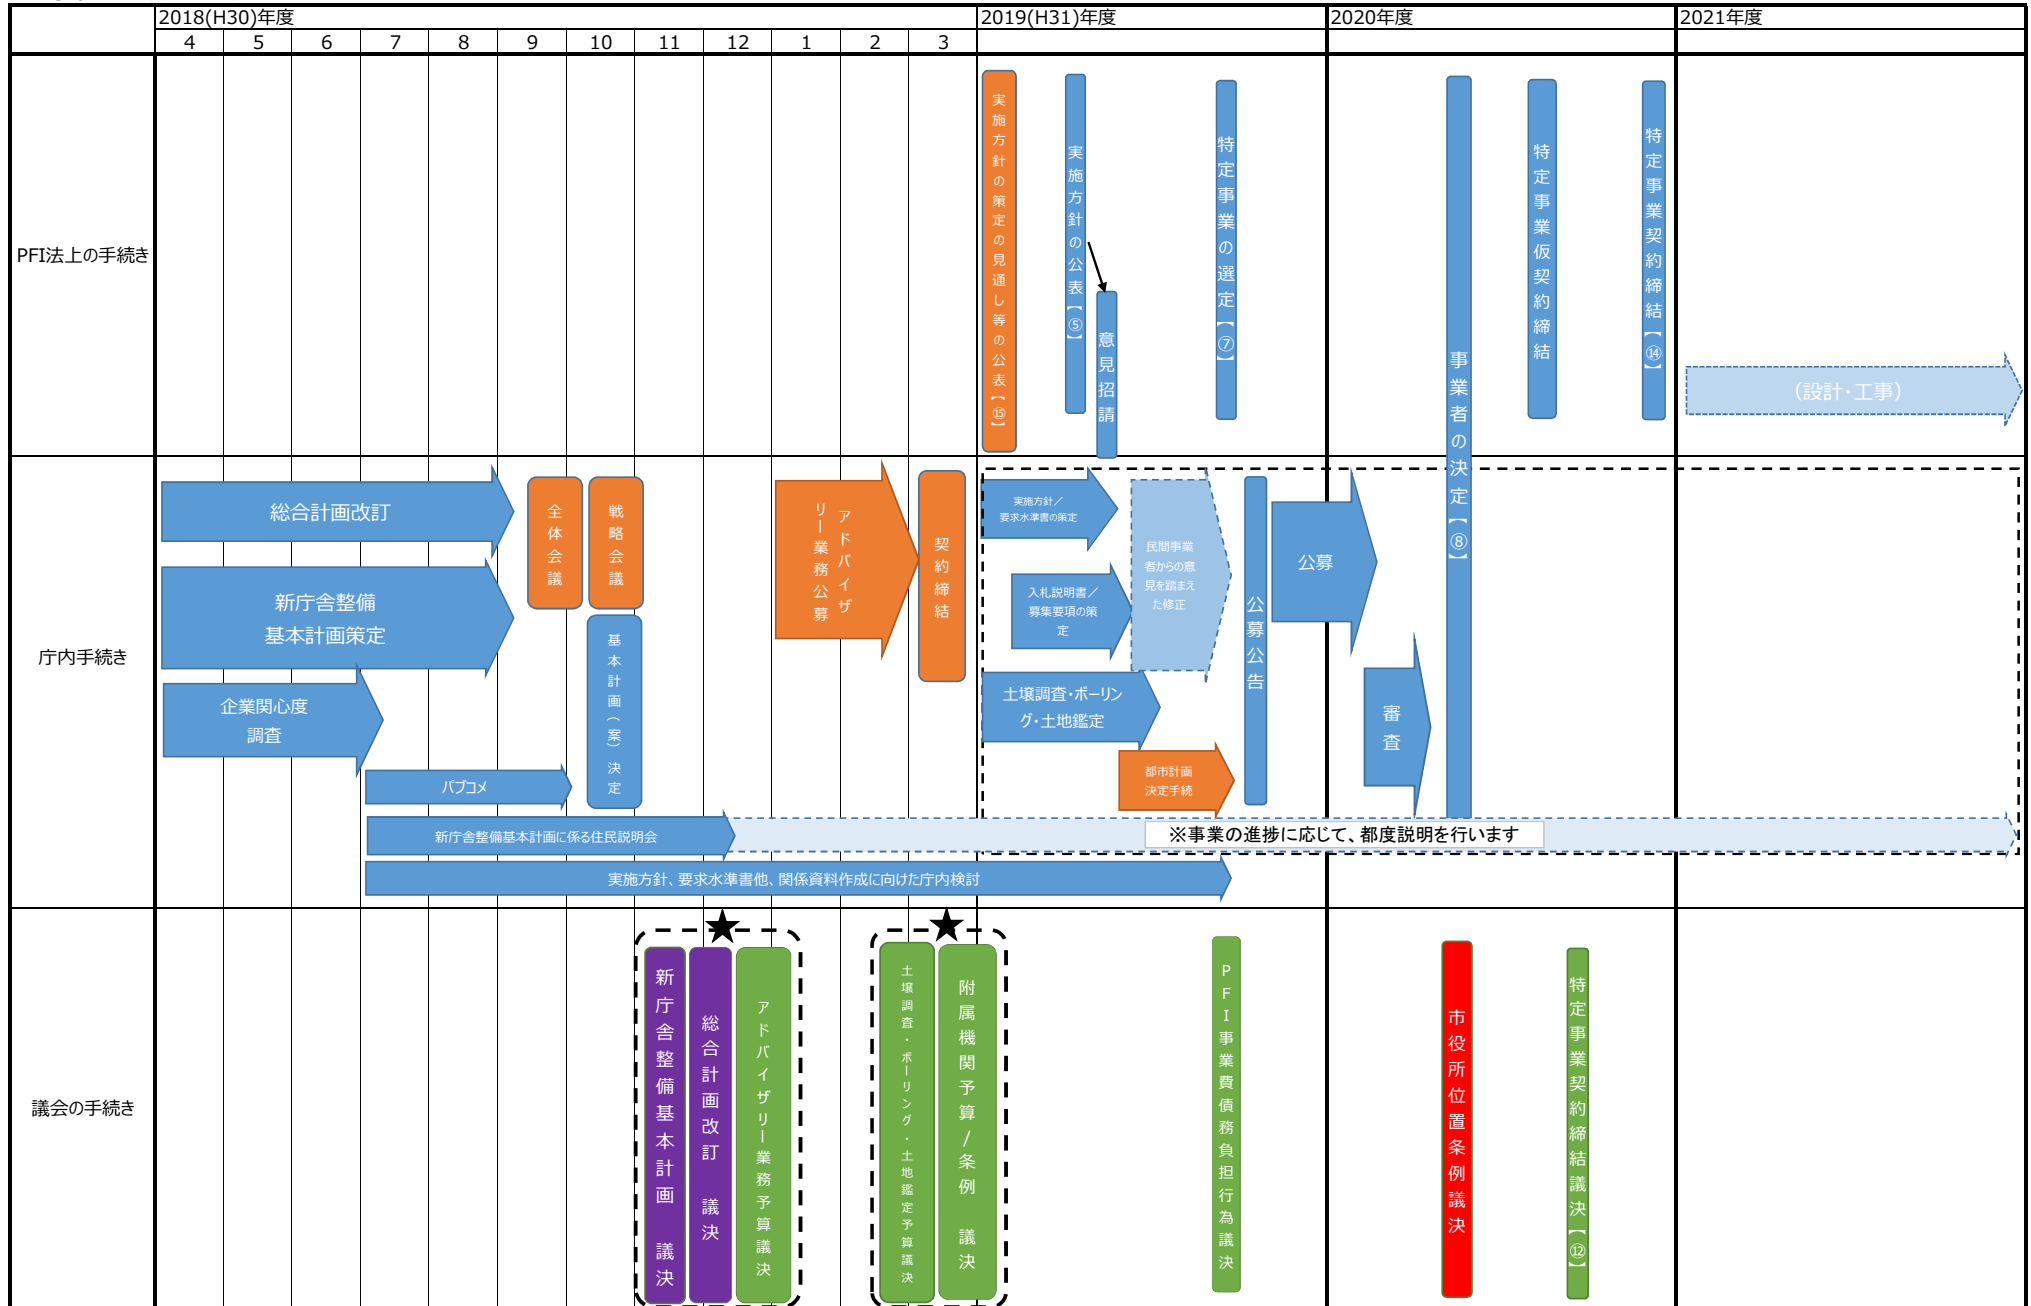 2018(H30)年度
2019(H31)年度
2020年度
2021年度
4
5
6
7
8
9
10
11
12
1
2
3
PFI法上の手続き
実施方針の策定の見通し等の公表【⑮】
実施方針の公表【⑤】
意見招請
特定事業の選定【⑦】
事業者の決定【⑧】
特定事業仮契約締結
特定事業契約締結【⑭】
(設計・工事)
庁内手続き
総合計画改訂
新庁舎整備
基本計画策定
企業関心度
調査
パブコメ
全体会議
戦略会議
基本計画(案)決定
アドバイザ
リー業務公募
契約締結
実施方針/
要求水準書の策定
入札説明書/
募集要項の策
定
土壌調査・ボーリン
グ・土地鑑定
民間事業
者からの意
見を踏まえ
た修正
都市計画
決定手続
公募公告
公募
審査
新庁舎整備基本計画に係る住民説明会
※事業の進捗に応じて、都度説明を行います
実施方針、要求水準書他、関係資料作成に向けた庁内検討
議会の手続き
★
★
新庁舎整備基本計画 議決
総合計画改訂 議決
アドバイザリー業務予算議決
土壌調査・ボーリング・土地鑑定予算議決
附属機関予算/条例 議決
PFI事業費債務負担行為議決
市役所位置条例議決
特定事業契約締結議決【⑫】